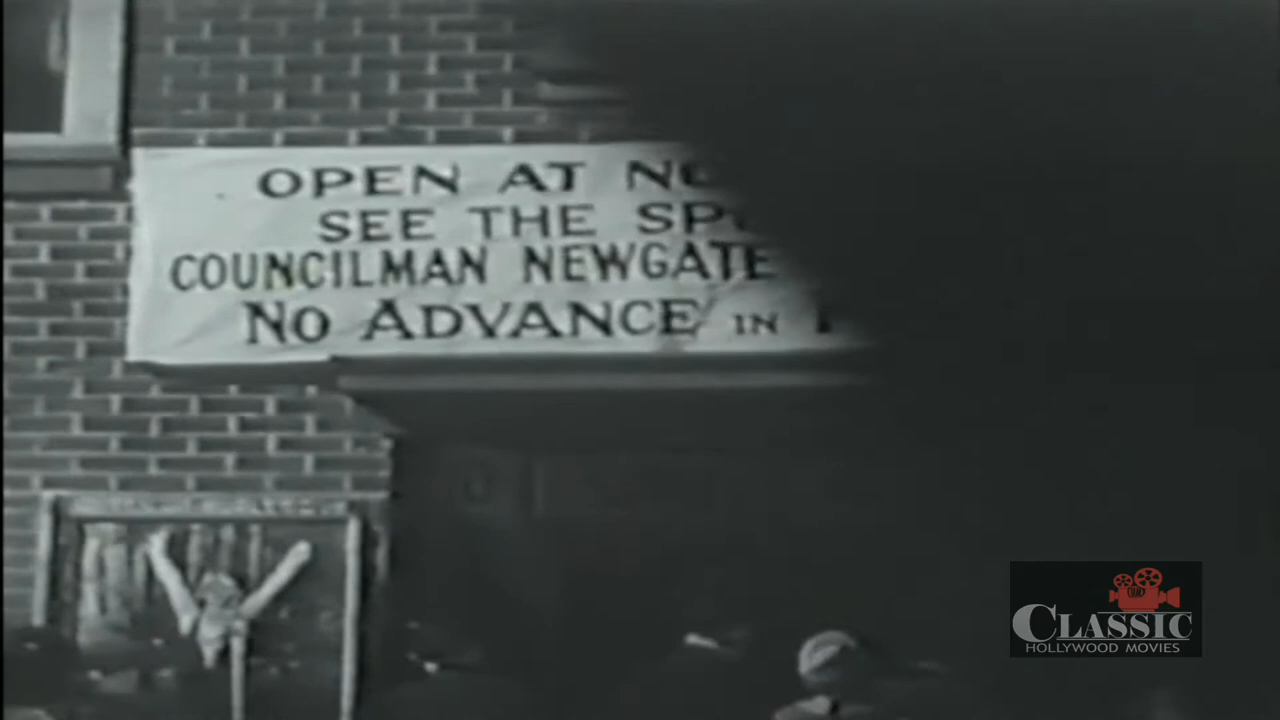 OPEN AT
SEE THE
COUNCILMAN NEWGATE
NO ADVANCE IN
CLASSIC
HOLLYWOOD MOVIES